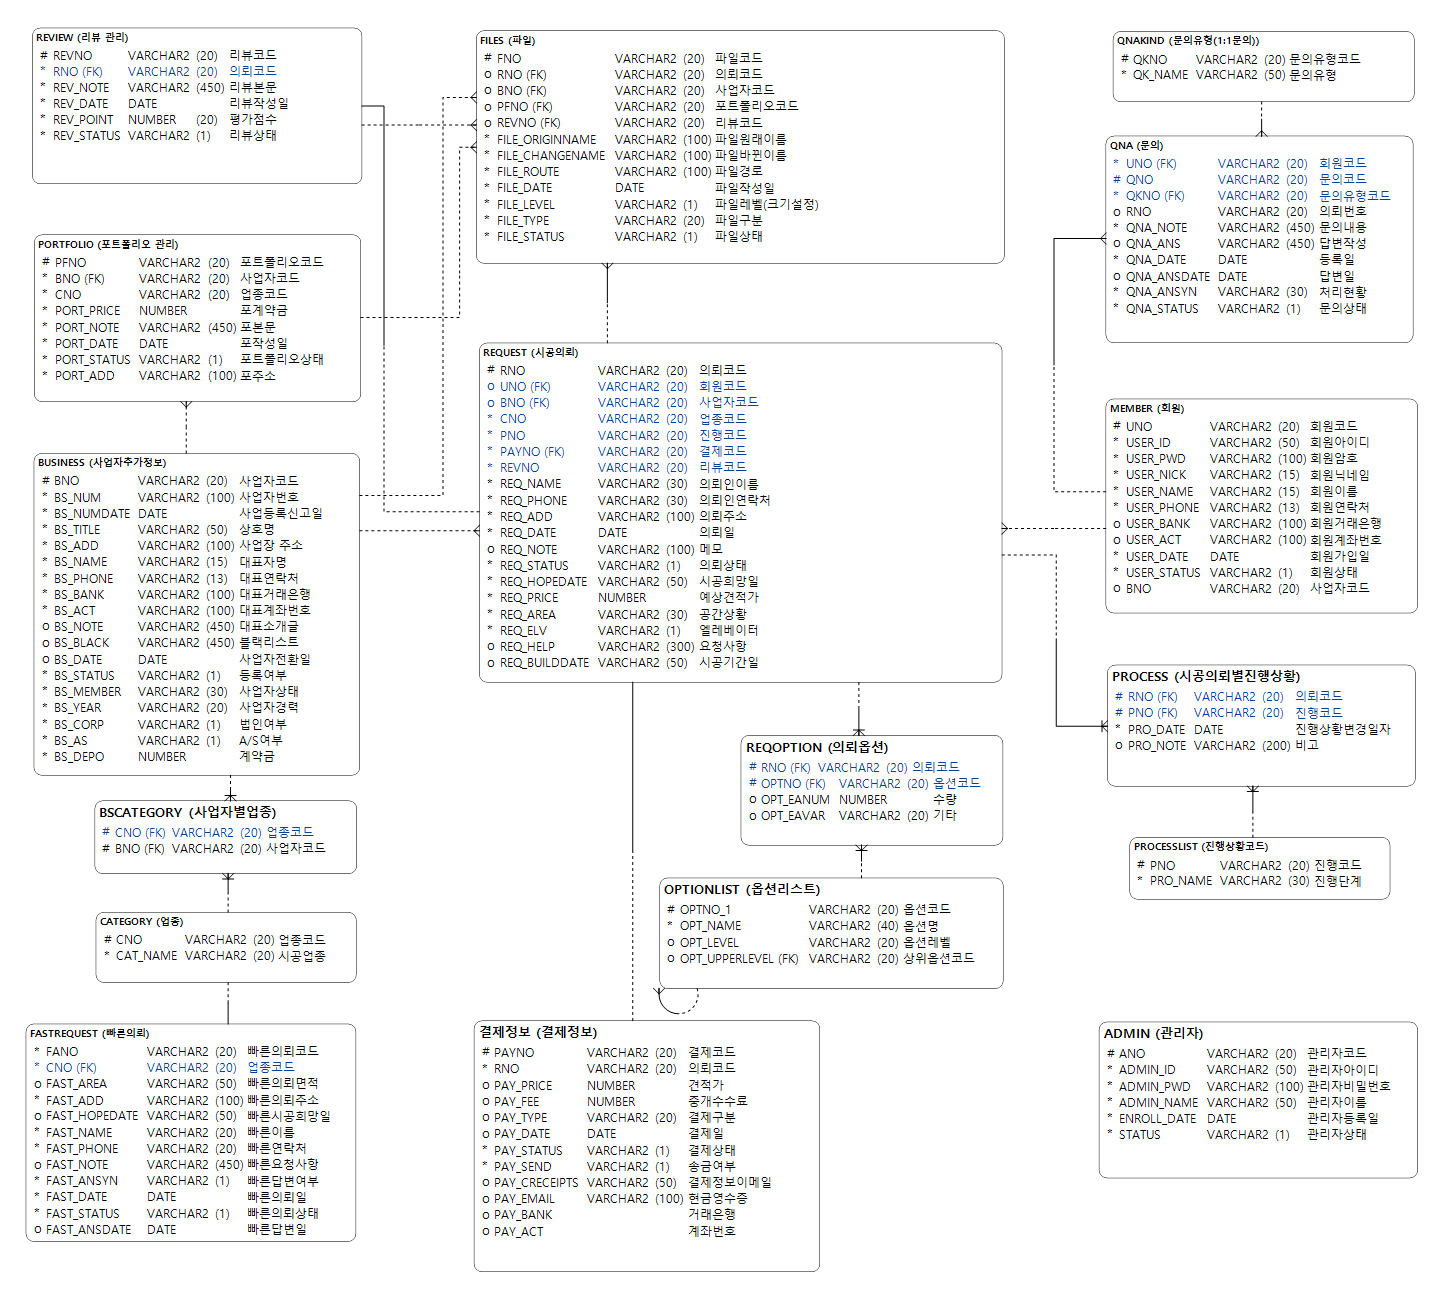 REVIEW (리뷰 관리)
# REVNO VARCHAR2 (20) 리뷰코드
* RNO (FK) VARCHAR2 (20) 의뢰코드
* REV_NOTE VARCHAR2 (450) 리뷰본문
* REV_DATE DATE 리뷰작성일
* REV_POINT NUMBER (20) 평가점수
* REV_STATUS VARCHAR2 (1) 리뷰상태
FILES (파일)
# FNO VARCHAR2 (20) 파일코드
o RNO (FK) VARCHAR2 (20) 의뢰코드
o BNO (FK) VARCHAR2 (20) 사업자코드
o PFNO (FK) VARCHAR2 (20) 포트폴리오코드
o REVNO (FK) VARCHAR2 (20) 리뷰코드
* FILE_ORIGINNAME VARCHAR2 (100) 파일원래이름
* FILE_CHANGENAME VARCHAR2 (100) 파일바뀐이름
* FILE_ROUTE VARCHAR2 (100) 파일경로
* FILE_DATE DATE 파일작성일
* FILE_LEVEL VARCHAR2 (1) 파일레벨(크기설정)
* FILE_TYPE VARCHAR2 (20) 파일구분
* FILE_STATUS VARCHAR2 (1) 파일상태
QNAKIND (문의유형(1:1문의))
# QKNO VARCHAR2 (20) 문의유형코드
* QK_NAME VARCHAR2 (50) 문의유형
QNA (문의)
* UNO (FK) VARCHAR2 (20) 회원코드
# QNO VARCHAR2 (20) 문의코드
* QKNO (FK) VARCHAR2 (20) 문의유형코드
o RNO VARCHAR2 (20) 의뢰번호
* QNA_NOTE VARCHAR2 (450) 문의내용
o QNA_ANS VARCHAR2 (450) 답변작성
* QNA_DATE DATE 등록일
o QNA_ANSDATE DATE 답변일
* QNA_ANSYN VARCHAR2 (30) 처리현황
* QNA_STATUS VARCHAR2 (1) 문의상태
PORTFOLIO (포트폴리오 관리)
# PFNO VARCHAR2 (20) 포트폴리오코드
* BNO (FK) VARCHAR2 (20) 사업자코드
* CNO VARCHAR2 (20) 업종코드
* PORT_PRICE NUMBER 포계약금
* PORT_NOTE VARCHAR2 (450) 포본문
* PORT_DATE DATE 포작성일
* PORT_STATUS VARCHAR2 (1) 포트폴리오상태
* PORT_ADD VARCHAR2 (100) 포주소
REQUEST (시공의뢰)
# RNO VARCHAR2 (20) 의뢰코드
o UNO (FK) VARCHAR2 (20) 회원코드
o BNO (FK) VARCHAR2 (20) 사업자코드
* CNO VARCHAR2 (20) 업종코드
* PNO VARCHAR2 (20) 진행코드
* PAYNO (FK) VARCHAR2 (20) 결제코드
* REVNO VARCHAR2 (20) 리뷰코드
* REQ_NAME VARCHAR2 (30) 의뢰인이름
* REQ_PHONE VARCHAR2 (30) 의뢰인연락처
* REQ_ADD VARCHAR2 (100) 의뢰주소
* REQ_DATE DATE 의뢰일
o REQ_NOTE VARCHAR2 (100) 메모
* REQ_STATUS VARCHAR2 (1) 의뢰상태
* REQ_HOPEDATE VARCHAR2 (50) 시공희망일
* REQ_PRICE NUMBER 예상견적가
* REQ_AREA VARCHAR2 (30) 공간상황
* REQ_ELV VARCHAR2 (1) 엘레베이터
o REQ_HELP VARCHAR2 (300) 요청사항
o REQ_BUILDDATE VARCHAR2 (50) 시공기간일
MEMBER (회원)
# UNO VARCHAR2 (20) 회원코드
* USER_ID VARCHAR2 (50) 회원아이디
* USER_PWD VARCHAR2 (100) 회원암호
* USER_NICK VARCHAR2 (15) 회원닉네임
* USER_NAME VARCHAR2 (15) 회원이름
* USER_PHONE VARCHAR2 (13) 회원연락처
o USER_BANK VARCHAR2 (100) 회원거래은행
o USER_ACT VARCHAR2 (100) 회원계좌번호
* USER_DATE DATE 회원가입일
* USER_STATUS VARCHAR2 (1) 회원상태
o BNO VARCHAR2 (20) 사업자코드
BUSINESS (사업자추가정보)
# BNO VARCHAR2 (20) 사업자코드
* BS_NUM VARCHAR2 (100) 사업자번호
* BS_NUMDATE DATE 사업등록신고일
* BS_TITLE VARCHAR2 (50) 상호명
* BS_ADD VARCHAR2 (100) 사업장 주소
* BS_NAME VARCHAR2 (15) 대표자명
* BS_PHONE VARCHAR2 (13) 대표연락처
* BS_BANK VARCHAR2 (100) 대표거래은행
* BS_ACT VARCHAR2 (100) 대표계좌번호
o BS_NOTE VARCHAR2 (450) 대표소개글
o BS_BLACK VARCHAR2 (450) 블랙리스트
o BS_DATE DATE 사업자전환일
* BS_STATUS VARCHAR2 (1) 등록여부
* BS_MEMBER VARCHAR2 (30) 사업자상태
* BS_YEAR VARCHAR2 (20) 사업자경력
* BS_CORP VARCHAR2 (1) 법인여부
* BS_AS VARCHAR2 (1) A/S여부
* BS_DEPO NUMBER 계약금
PROCESS (시공의뢰별진행상황)
# RNO (FK) VARCHAR2 (20) 의뢰코드
# PNO (FK) VARCHAR2 (20) 진행코드
* PRO_DATE DATE 진행상황변경일자
o PRO_NOTE VARCHAR2 (200) 비고
REQOPTION (의뢰옵션)
# RNO (FK) VARCHAR2 (20) 의뢰코드
# OPTNO (FK) VARCHAR2 (20) 옵션코드
o OPT_EANUM NUMBER 수량
o OPT_EAVAR VARCHAR2 (20) 기타
BSCATEGORY (사업자별업종)
# CNO (FK) VARCHAR2 (20) 업종코드
# BNO (FK) VARCHAR2 (20) 사업자코드
PROCESSLIST (진행상황코드)
# PNO VARCHAR2 (20) 진행코드
* PRO_NAME VARCHAR2 (30) 진행단계
OPTIONLIST (옵션리스트)
# OPTNO_1 VARCHAR2 (20) 옵션코드
* OPT_NAME VARCHAR2 (40) 옵션명
o OPT_LEVEL VARCHAR2 (20) 옵션레벨
o OPT_UPPERLEVEL (FK) VARCHAR2 (20) 상위옵션코드
CATEGORY (업종)
# CNO VARCHAR2 (20) 업종코드
* CAT_NAME VARCHAR2 (20) 시공업종
FASTREQUEST (빠른의뢰)
* FANO VARCHAR2 (20) 빠른의뢰코드
* CNO (FK) VARCHAR2 (20) 업종코드
o FAST_AREA VARCHAR2 (50) 빠른의뢰면적
* FAST_ADD VARCHAR2 (100) 빠른의뢰주소
o FAST_HOPEDATE VARCHAR2 (50) 빠른시공희망일
* FAST_NAME VARCHAR2 (20) 빠른이름
* FAST_PHONE VARCHAR2 (20) 빠른연락처
o FAST_NOTE VARCHAR2 (450) 빠른요청사항
* FAST_ANSYN VARCHAR2 (1) 빠른답변여부
* FAST_DATE DATE 빠른의뢰일
* FAST_STATUS VARCHAR2 (1) 빠른의뢰상태
o FAST_ANSDATE DATE 빠른답변일
결제정보 (결제정보)
# PAYNO VARCHAR2 (20) 결제코드
* RNO VARCHAR2 (20) 의뢰코드
o PAY_PRICE NUMBER 견적가
o PAY_FEE NUMBER 중개수수료
o PAY_TYPE VARCHAR2 (20) 결제구분
o PAY_DATE DATE 결제일
* PAY_STATUS VARCHAR2 (1) 결제상태
* PAY_SEND VARCHAR2 (1) 송금여부
o PAY_CRECEIPTS VARCHAR2 (50) 결제정보이메일
o PAY_EMAIL VARCHAR2 (100) 현금영수증
o PAY_BANK 거래은행
o PAY_ACT 계좌번호
ADMIN (관리자)
# ANO VARCHAR2 (20) 관리자코드
* ADMIN_ID VARCHAR2 (50) 관리자아이디
* ADMIN_PWD VARCHAR2 (100) 관리자비밀번호
* ADMIN_NAME VARCHAR2 (50) 관리자이름
* ENROLL_DATE DATE 관리자등록일
* STATUS VARCHAR2 (1) 관리자상태